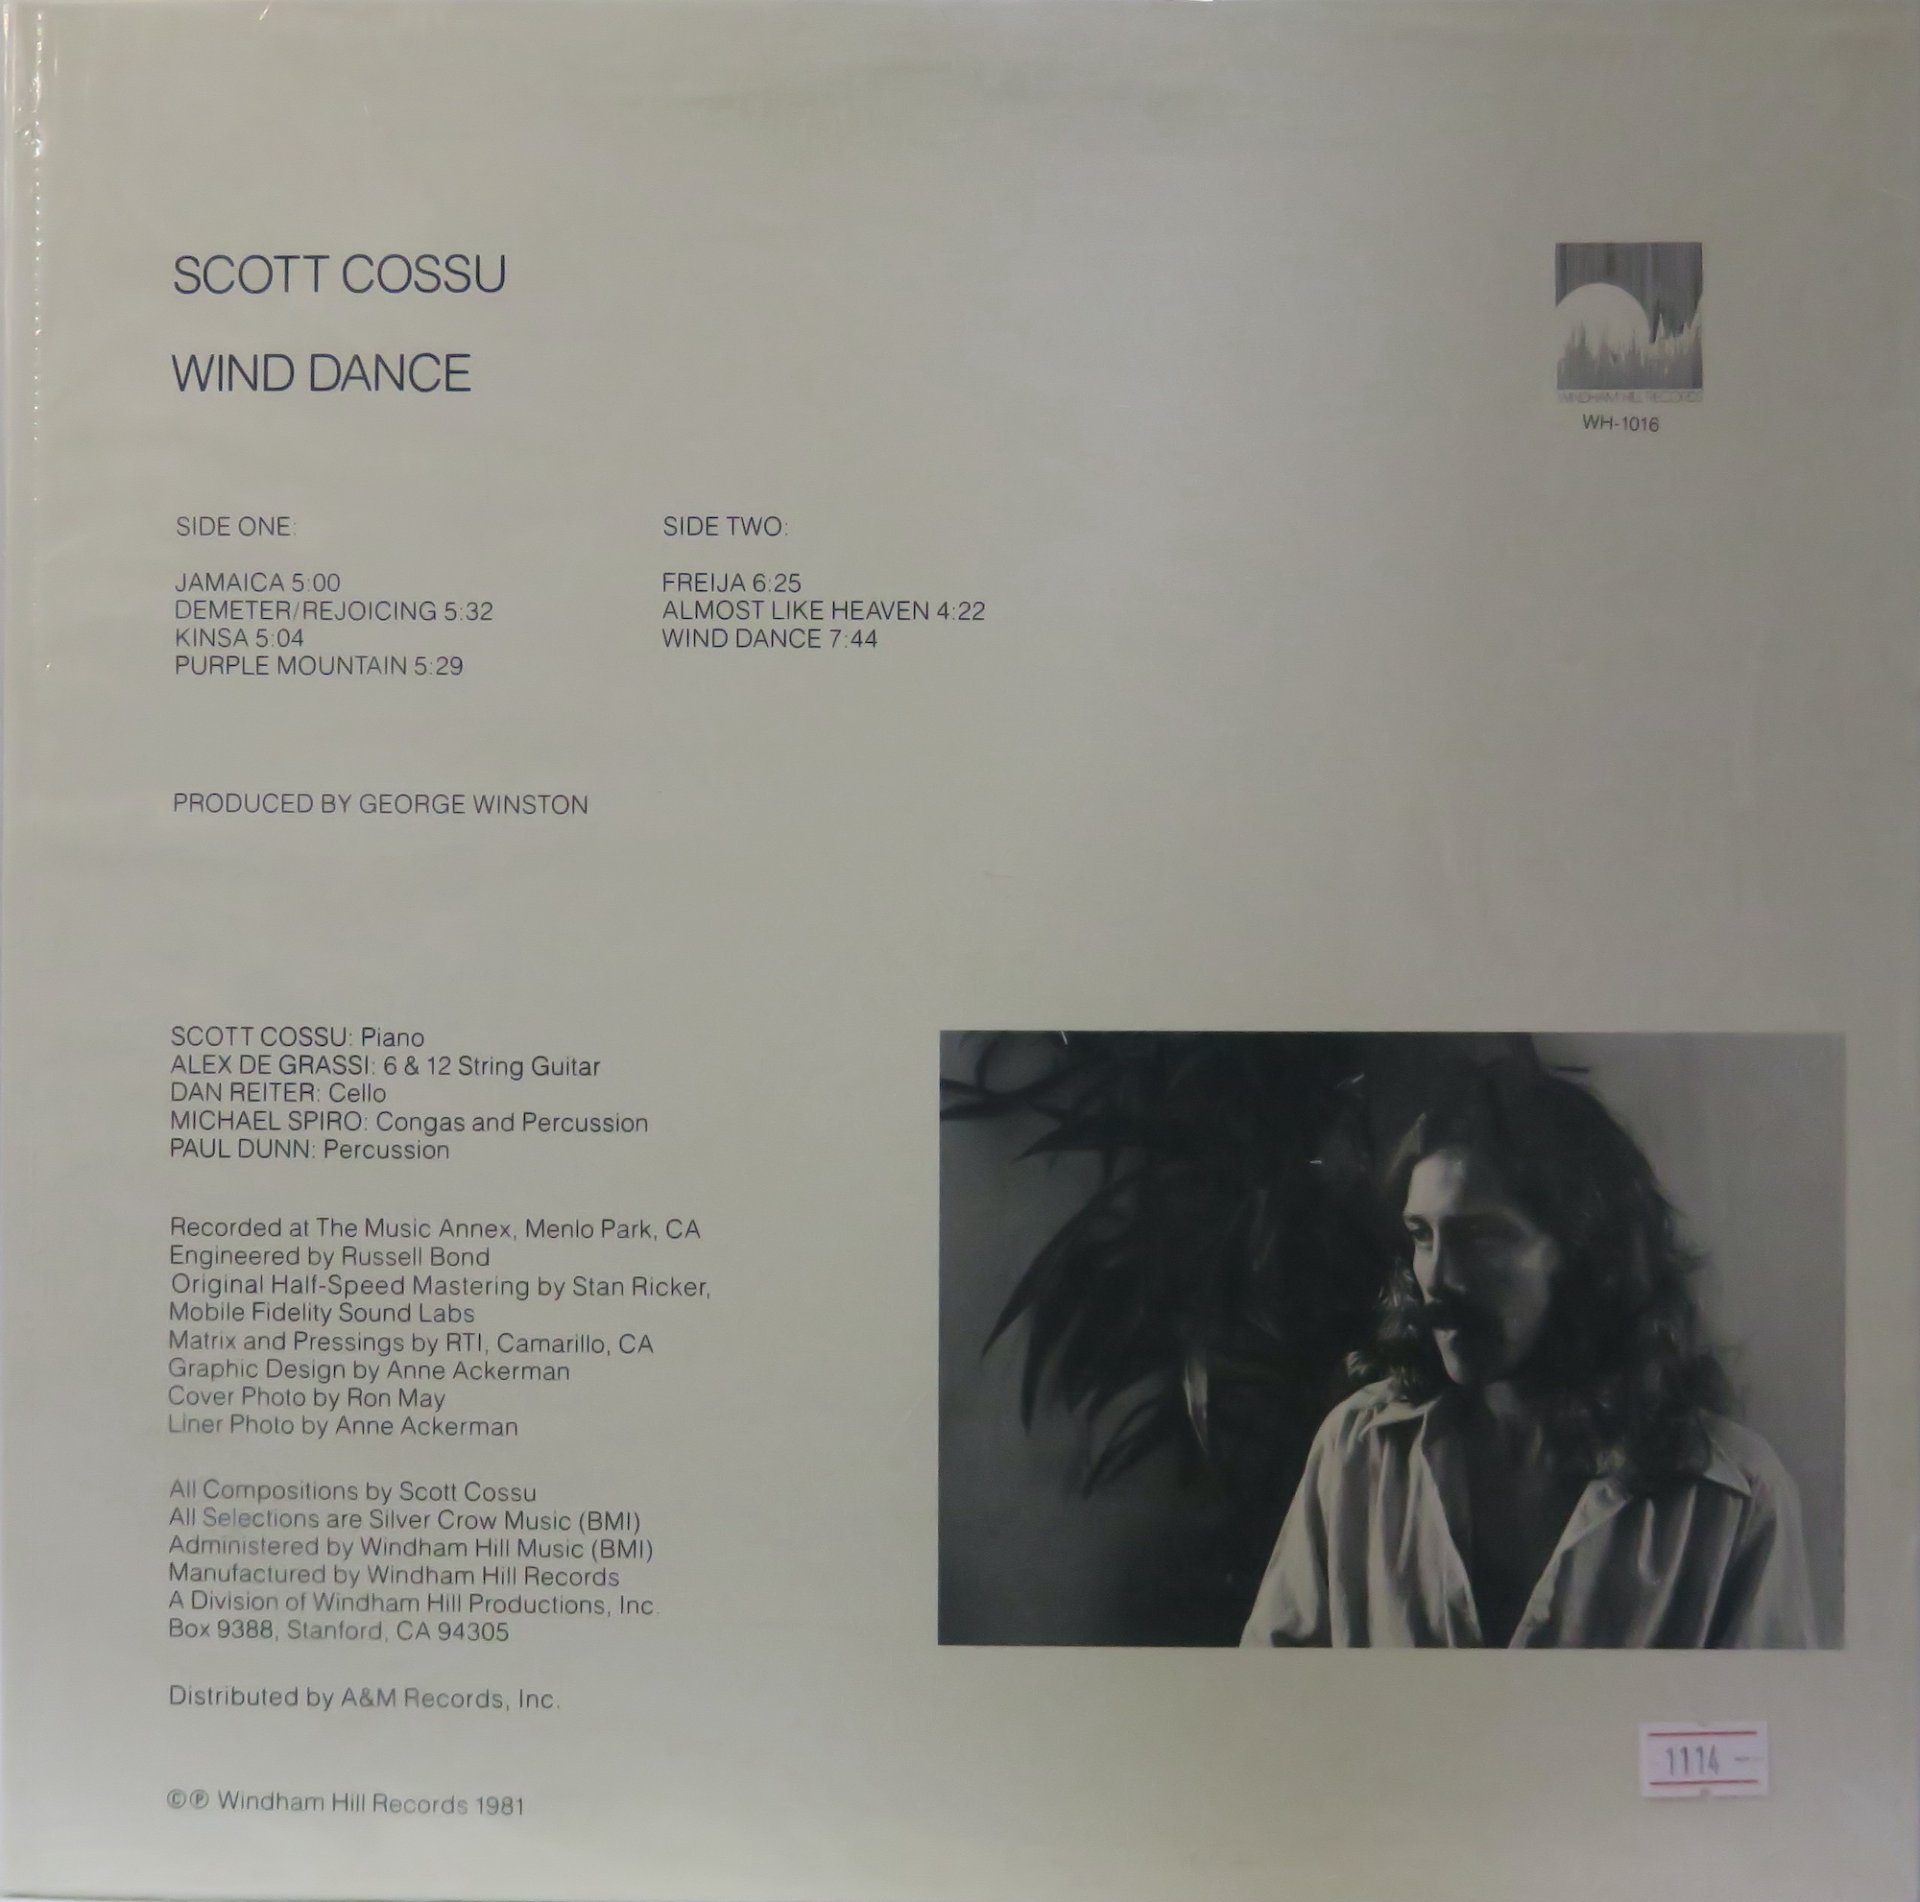 SCOTT COSSU
WIND DANCE
WINDHAM HILL RECORDS
WH-1016
SIDE ONE:
JAMAICA 5:00
DEMETER/REJOICING 5:32
KINSA 5:04
PURPLE MOUNTAIN 5:29
SIDE TWO:
FREIJA 6:25
ALMOST LIKE HEAVEN 4:22
WIND DANCE 7:44
PRODUCED BY GEORGE WINSTON
SCOTT COSSU: Piano
ALEX DE GRASSI: 6 & 12 String Guitar
DAN REITER: Cello
MICHAEL SPIRO: Congas and Percussion
PAUL DUNN: Percussion
Recorded at The Music Annex, Menlo Park, CA
Engineered by Russell Bond
Original Half-Speed Mastering by Stan Ricker,
Mobile Fidelity Sound Labs
Matrix and Pressings by RTI, Camarillo, CA
Graphic Design by Anne Ackerman
Cover Photo by Ron May
Liner Photo by Anne Ackerman
All Compositions by Scott Cossu
All Selections are Silver Crow Music (BMI)
Administered by Windham Hill Music (BMI)
Manufactured by Windham Hill Records
A Division of Windham Hill Productions, Inc.
Box 9388, Stanford, CA 94305
Distributed by A&M Records, Inc.
©℗ Windham Hill Records 1981
1114 -